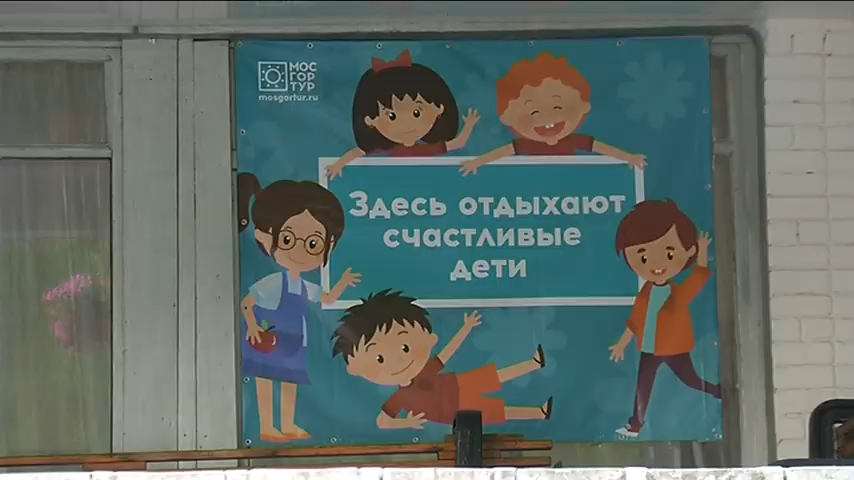 МОС
ГОР
ТУР
mosgortur.ru
Здесь отдыхают
счастливые
дети